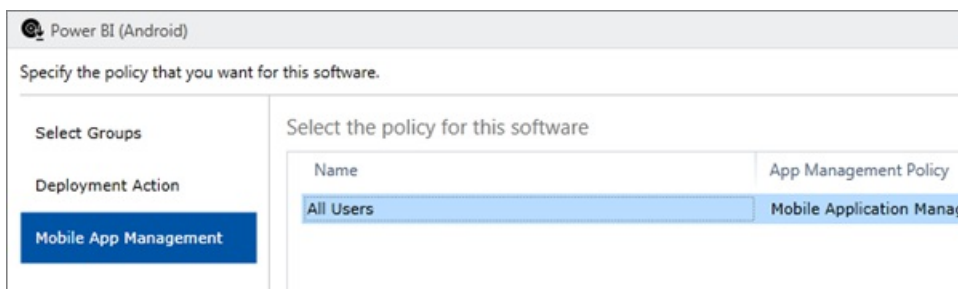 Power BI (Android)
Specify the policy that you want for this software.
Select Groups
Deployment Action
Mobile App Management
Select the policy for this software
Name App Management Policy
All Users Mobile Application